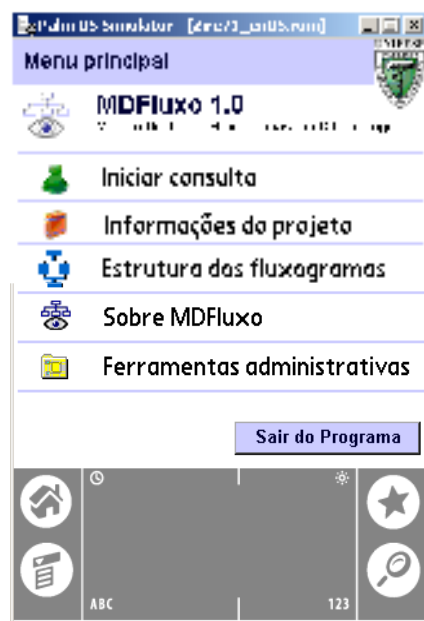 Palm OS Simulator
Menu principal
MDFluxo 1.0
Iniciar consulta
Informações do projeto
Estrutura dos fluxogramas
Sobre MDFluxo
Ferramentas administrativas
Sair do Programa
ABC
123